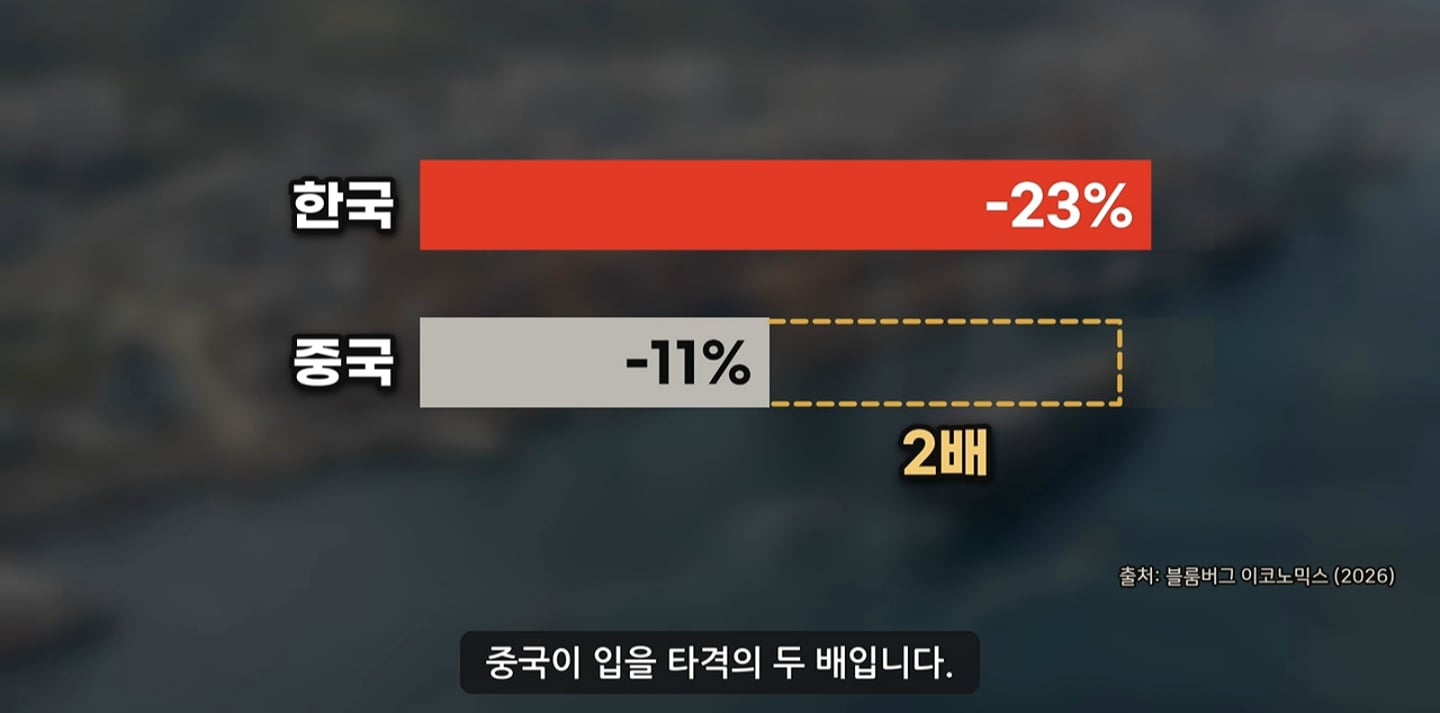 한국
-23%
중국
-11%
2배
출처: 블룸버그 이코노믹스 (2026)
중국이 입을 타격의 두 배입니다.